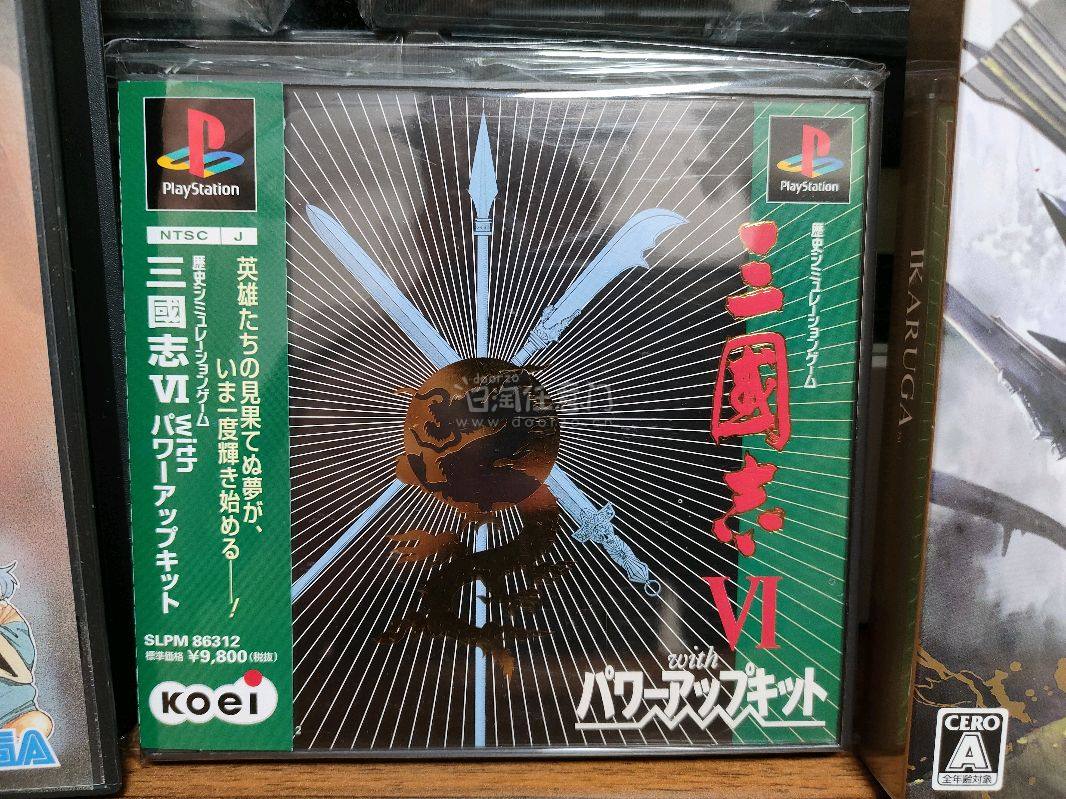 PlayStation
NTSC J
歴史シミュレーションゲーム
三國志 VI with パワーアップキット
英雄たちの見果てぬ夢が、
いま一度輝き始める——!
SLPM 86312
標準価格 ¥9,800(税抜)
KOEI
PlayStation
歴史シミュレーションゲーム
三國志 VI
with
パワーアップキット
2
IKARUGA
CERO
A
全年齢対象